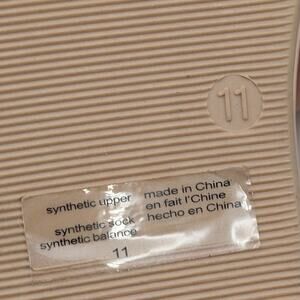 11
synthetic upper made in China
en fait l'Chine
synthetic sock hecho en China
synthetic balance
11